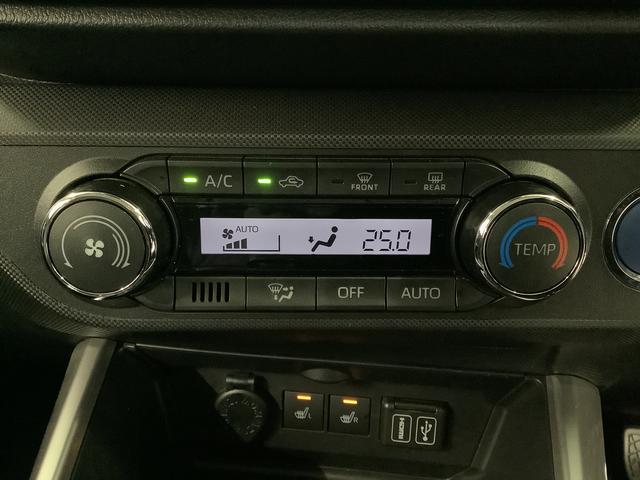 A/C
FRONT
REAR
AUTO
25.0
TEMP
OFF
AUTO
L
R